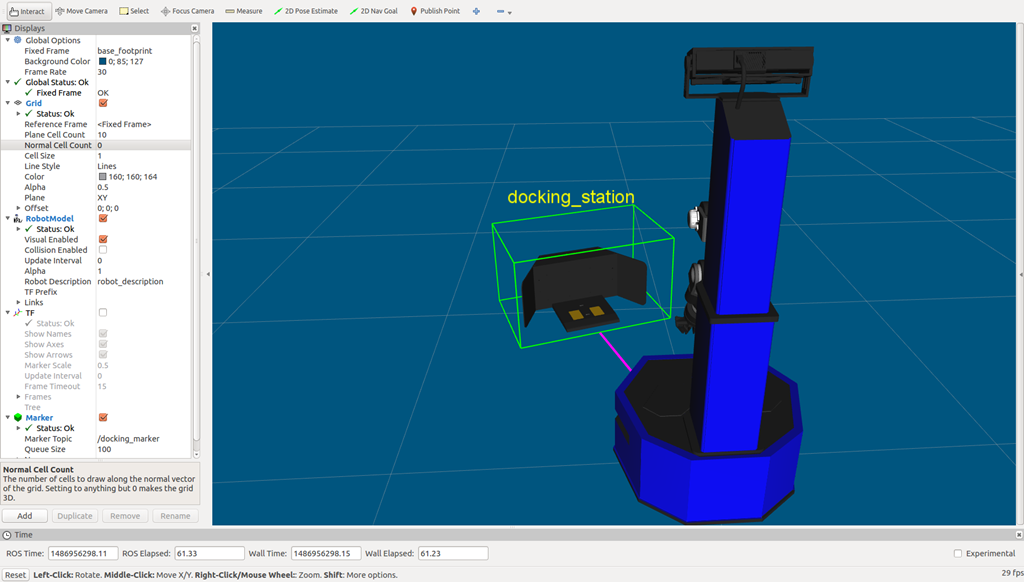 Interact Move Camera Select Focus Camera Measure 2D Pose Estimate 2D Nav Goal Publish Point
Displays
Global Options
Fixed Frame base_footprint
Background Color 0; 85; 127
Frame Rate 30
Global Status: Ok
Fixed Frame OK
Grid
Status: Ok
Reference Frame <Fixed Frame>
Plane Cell Count 10
Normal Cell Count 0
Cell Size 1
Line Style Lines
Color 160; 160; 164
Alpha 0.5
Plane XY
Offset 0; 0; 0
RobotModel
Status: Ok
Visual Enabled
Collision Enabled
Update Interval 0
Alpha 1
Robot Description robot_description
TF Prefix
Links
TF
Status: Ok
Show Names
Show Axes
Show Arrows
Marker Scale 0.5
Update Interval 0
Frame Timeout 15
Frames
Tree
Marker
Status: Ok
Marker Topic /docking_marker
Queue Size 100
Normal Cell Count
The number of cells to draw along the normal vector
of the grid. Setting to anything but 0 makes the grid
3D.
Add Duplicate Remove Rename
docking_station
Time
ROS Time: 1486956298.11 ROS Elapsed: 61.33 Wall Time: 1486956298.15 Wall Elapsed: 61.23 Experimental
Reset Left-Click: Rotate. Middle-Click: Move X/Y. Right-Click/Mouse Wheel:: Zoom. Shift: More options. 29 fps